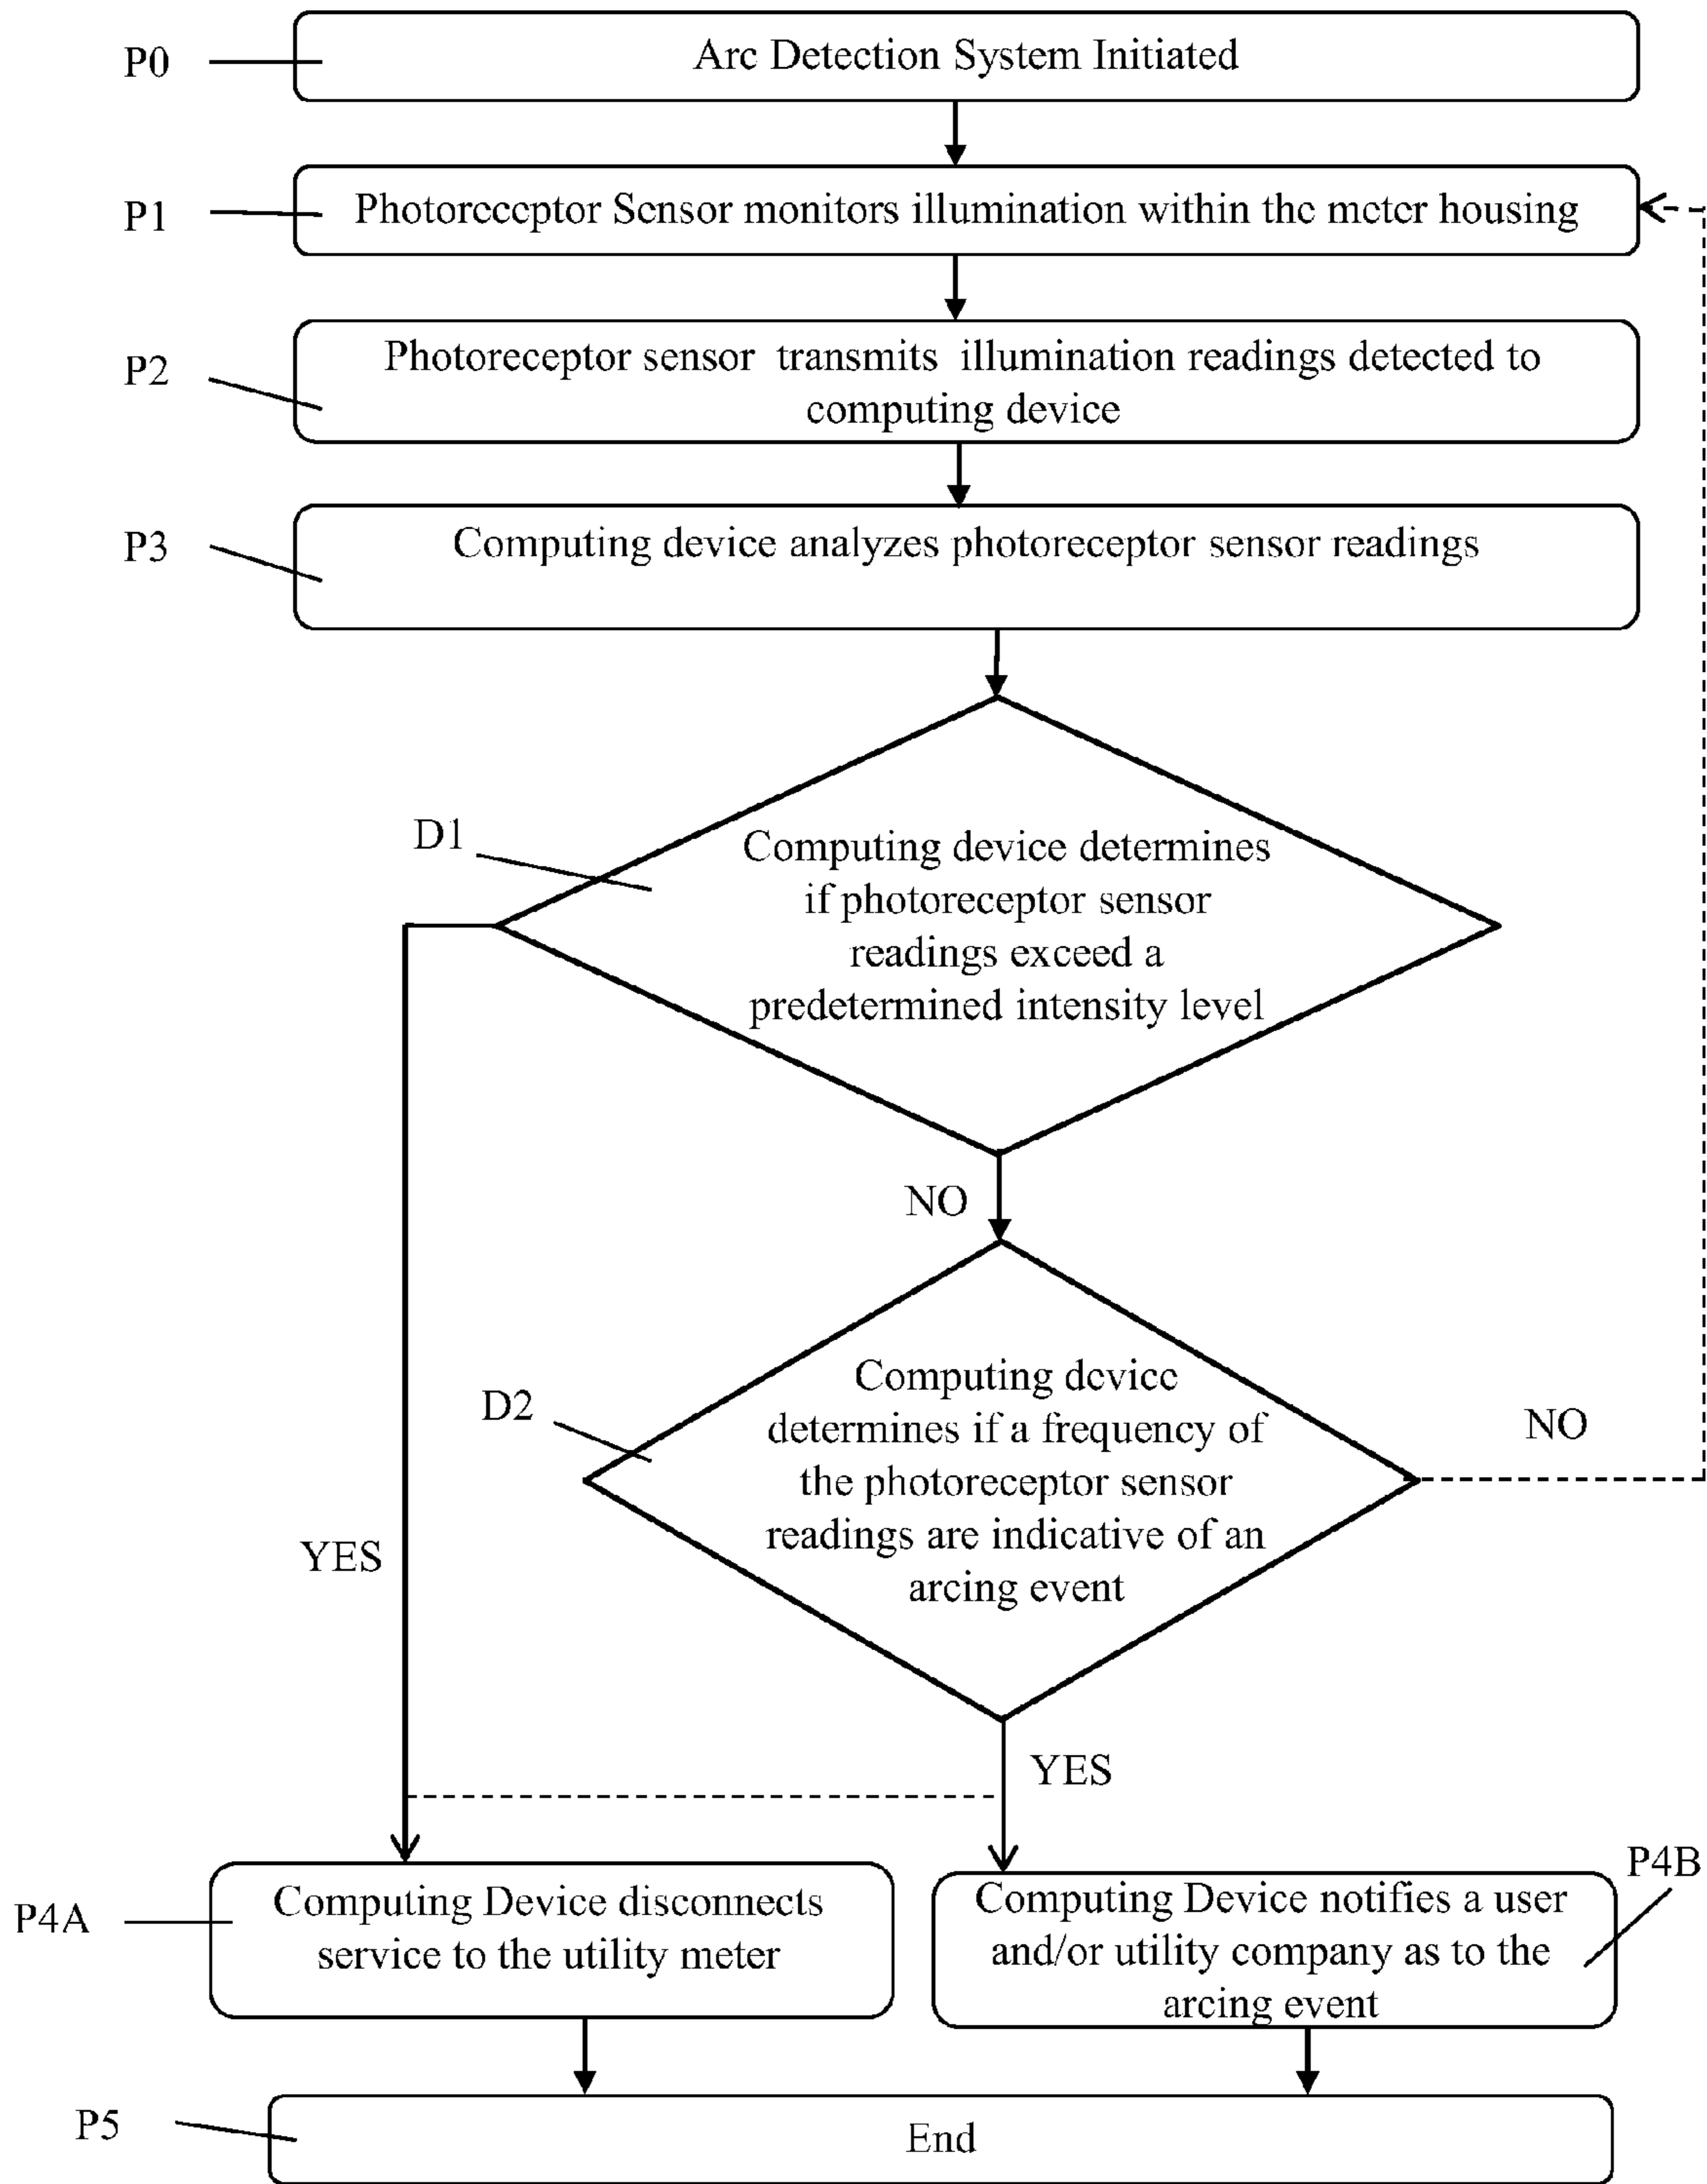 P0
Arc Detection System Initiated
P1
Photoreceptor Sensor monitors illumination within the meter housing
P2
Photoreceptor sensor transmits illumination readings detected to
computing device
P3
Computing device analyzes photoreceptor sensor readings
D1
Computing device determines
if photoreceptor sensor
readings exceed a
predetermined intensity level
NO
D2
Computing device
determines if a frequency of
the photoreceptor sensor
readings are indicative of an
arcing event
NO
YES
YES
P4A
Computing Device disconnects
service to the utility meter
P4B
Computing Device notifies a user
and/or utility company as to the
arcing event
P5
End